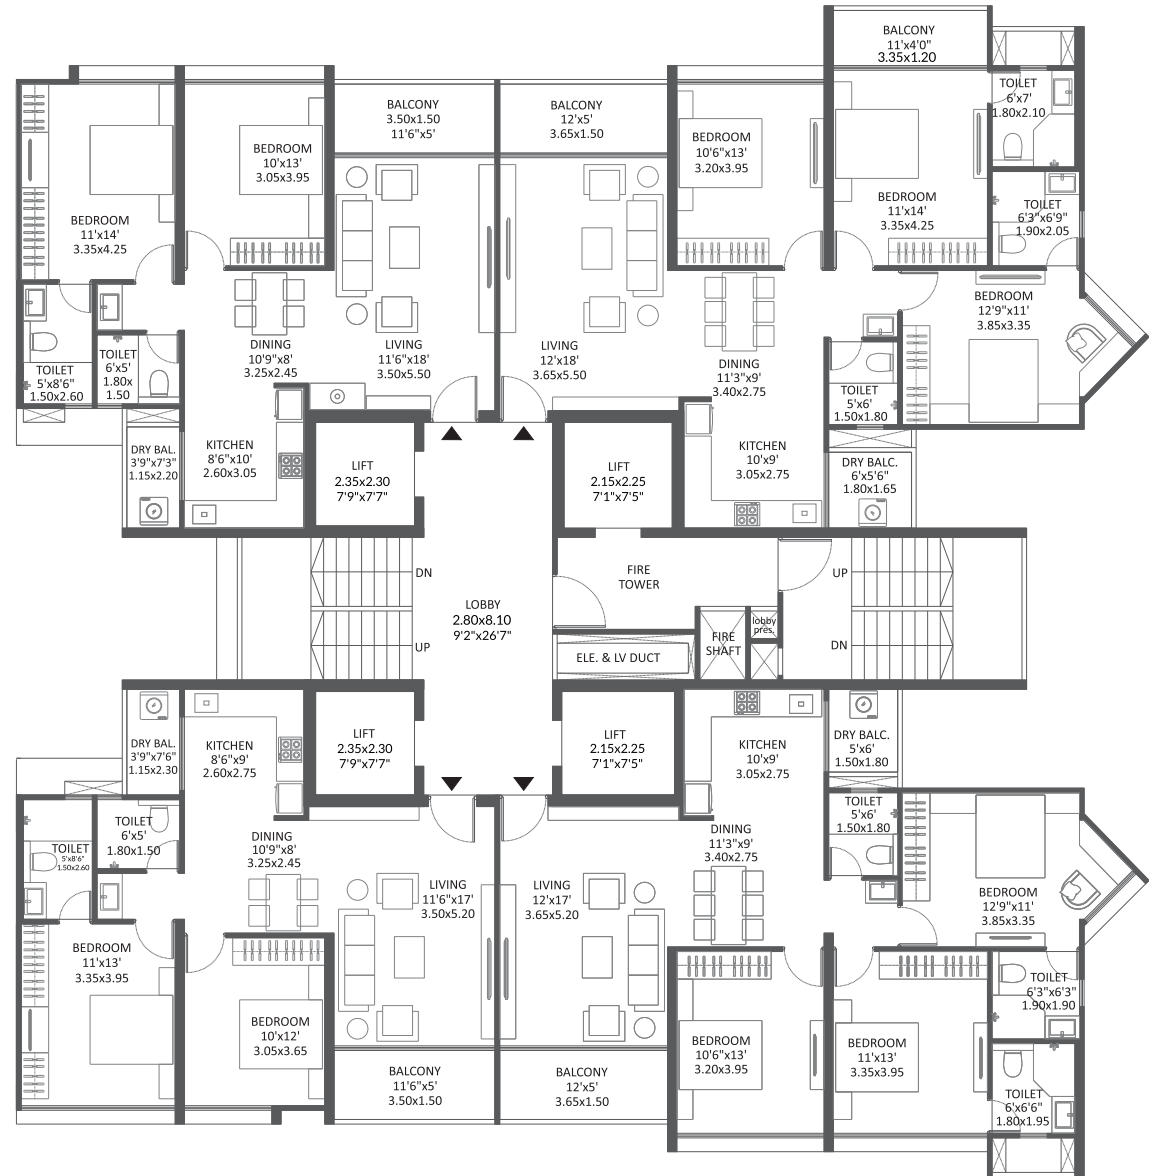 BALCONY
11'x4'0"
3.35x1.20
BALCONY
3.50x1.50
11'6"x5'
BALCONY
12'x5'
3.65x1.50
TOILET
6'x7'
1.80x2.10
BEDROOM
10'x13'
3.05x3.95
BEDROOM
10'6"x13'
3.20x3.95
BEDROOM
11'x14'
3.35x4.25
BEDROOM
11'x14'
3.35x4.25
TOILET
6'3"x6'9"
1.90x2.05
BEDROOM
12'9"x11'
3.85x3.35
DINING
10'9"x8'
3.25x2.45
LIVING
11'6"x18'
3.50x5.50
LIVING
12'x18'
3.65x5.50
DINING
11'3"x9'
3.40x2.75
TOILET
5'x8'6"
1.50x2.60
TOILET
6'x5'
1.80x
1.50
TOILET
5'x6'
1.50x1.80
DRY BAL.
3'9"x7'3"
1.15x2.20
KITCHEN
8'6"x10'
2.60x3.05
LIFT
2.35x2.30
7'9"x7'7"
LIFT
2.15x2.25
7'1"x7'5"
KITCHEN
10'x9'
3.05x2.75
DRY BALC.
6'x5'6"
1.80x1.65
DN
UP
LOBBY
2.80x8.10
9'2"x26'7"
FIRE
TOWER
UP
DN
ELE. & LV DUCT
FIRE
SHAFT
lobby
pres.
DRY BAL.
3'9"x7'6"
1.15x2.30
KITCHEN
8'6"x9'
2.60x2.75
LIFT
2.35x2.30
7'9"x7'7"
LIFT
2.15x2.25
7'1"x7'5"
KITCHEN
10'x9'
3.05x2.75
DRY BALC.
5'x6'
1.50x1.80
TOILET
5'x8'6"
1.50x2.60
TOILET
6'x5'
1.80x1.50
DINING
10'9"x8'
3.25x2.45
DINING
11'3"x9'
3.40x2.75
TOILET
5'x6'
1.50x1.80
LIVING
11'6"x17'
3.50x5.20
LIVING
12'x17'
3.65x5.20
BEDROOM
12'9"x11'
3.85x3.35
BEDROOM
11'x13'
3.35x3.95
TOILET
6'3"x6'3"
1.90x1.90
BEDROOM
10'x12'
3.05x3.65
BEDROOM
10'6"x13'
3.20x3.95
BEDROOM
11'x13'
3.35x3.95
BALCONY
11'6"x5'
3.50x1.50
BALCONY
12'x5'
3.65x1.50
TOILET
6'x6'6"
1.80x1.95